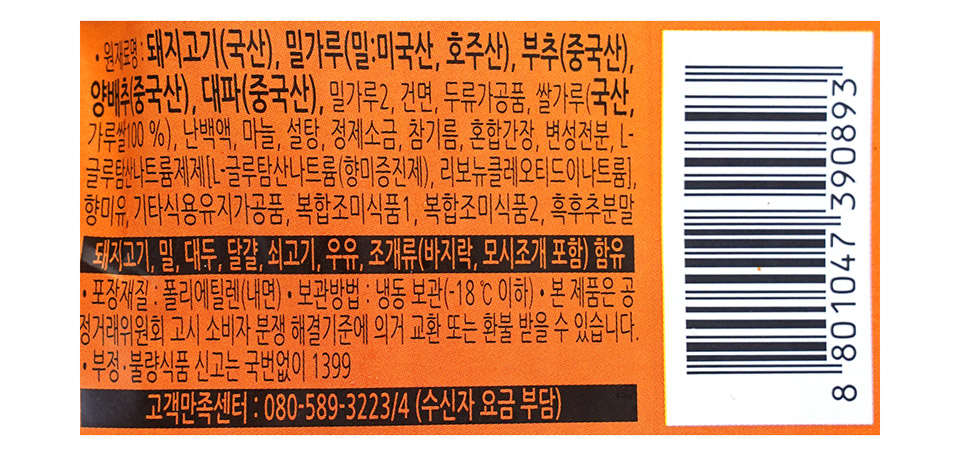 • 원재료명 : 돼지고기(국산), 밀가루(밀:미국산, 호주산), 부추(중국산),
양배추(중국산), 대파(중국산), 밀가루2, 건면, 두류가공품, 쌀가루(국산,
가루쌀100 %), 난백액, 마늘, 설탕, 정제소금, 참기름, 혼합간장, 변성전분, L-
글루탐산나트륨제제[L-글루탐산나트륨(향미증진제), 리보뉴클레오티드이나트륨],
향미유, 기타식용유지가공품, 복합조미식품1, 복합조미식품2, 흑후추분말
돼지고기, 밀, 대두, 달걀, 쇠고기, 우유, 조개류(바지락, 모시조개 포함) 함유
• 포장재질 : 폴리에틸렌(내면) • 보관방법 : 냉동 보관(-18 ℃ 이하) • 본 제품은 공
정거래위원회 고시 소비자 분쟁 해결기준에 의거 교환 또는 환불 받을 수 있습니다.
• 부정·불량식품 신고는 국번없이 1399
고객만족센터 : 080-589-3223/4 (수신자 요금 부담)
8 801047 390893